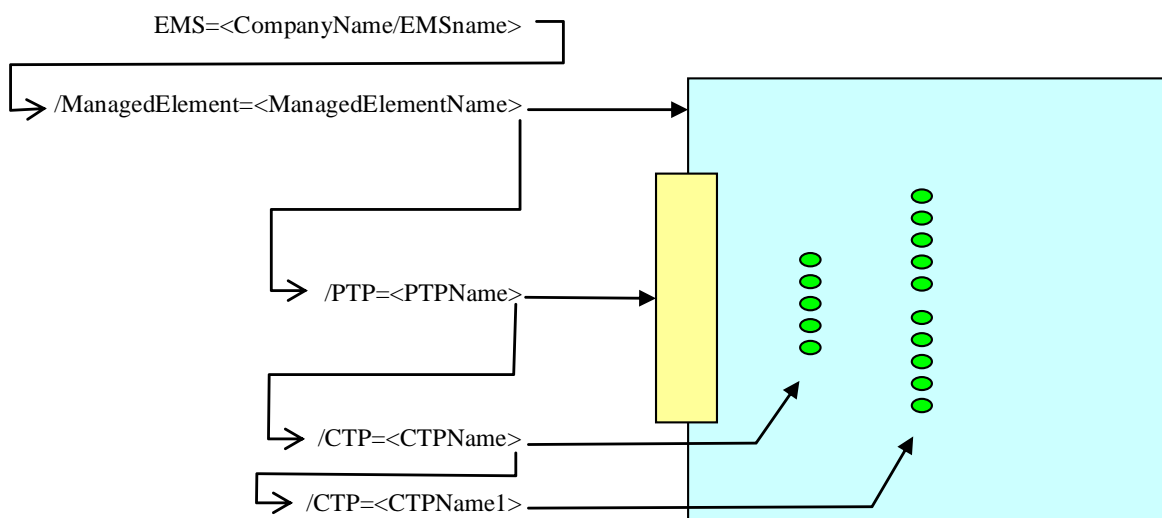 EMS=<CompanyName/EMSname>
/ManagedElement=<ManagedElementName>
/PTP=<PTPName>
/CTP=<CTPName>
/CTP=<CTPName1>